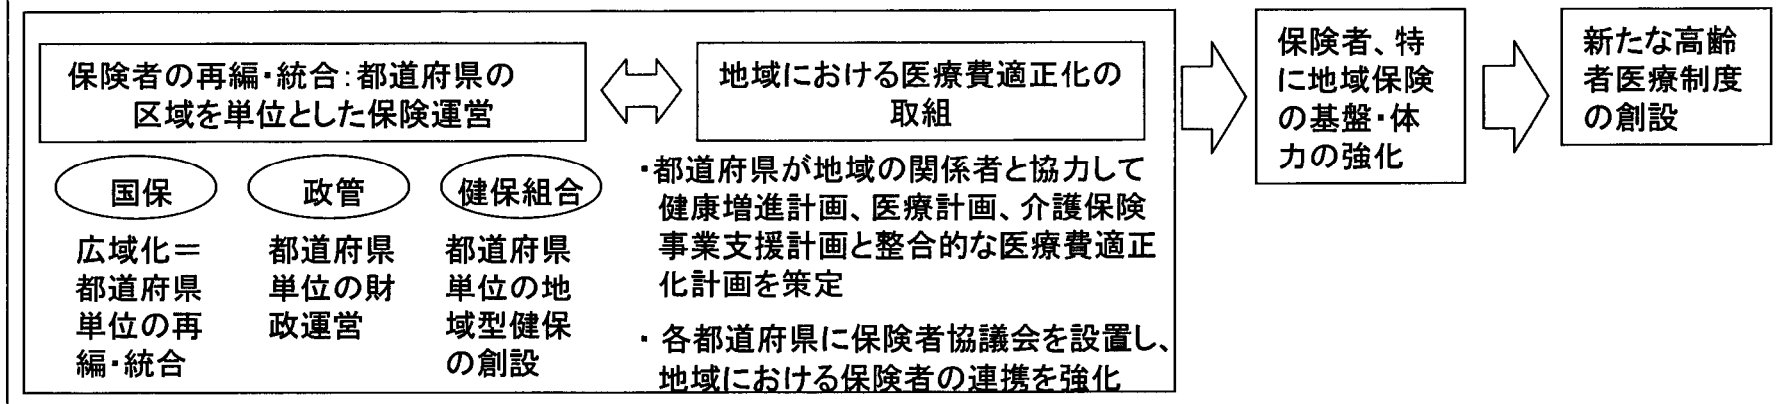 保険者の再編・統合:都道府県の
区域を単位とした保険運営
地域における医療費適正化の
取組
国保
広域化＝
都道府県
単位の再
編・統合
政管
都道府県
単位の財
政運営
健保組合
都道府県
単位の地
域型健保
の創設
・都道府県が地域の関係者と協力して
健康増進計画、医療計画、介護保険
事業支援計画と整合的な医療費適正
化計画を策定
・ 各都道府県に保険者協議会を設置し、
地域における保険者の連携を強化
保険者、特
に地域保険
の基盤・体
力の強化
新たな高齢
者医療制度
の創設